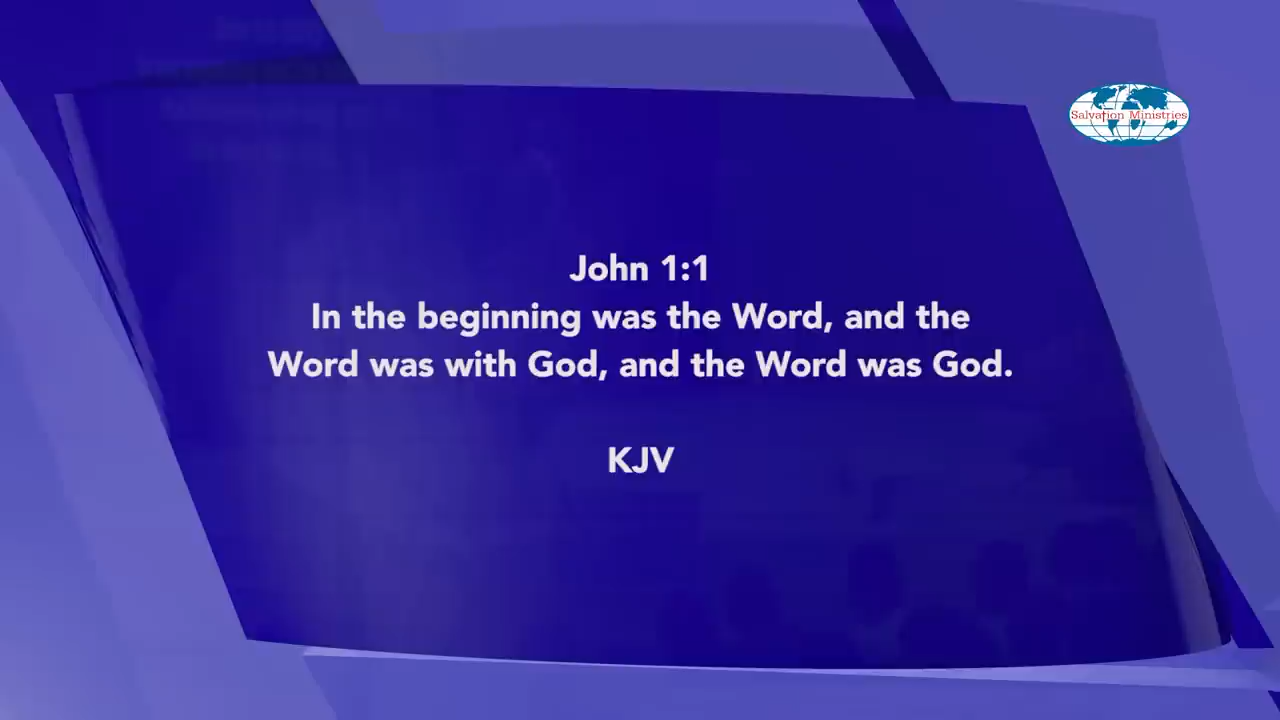 Salvation Ministries
John 1:1
In the beginning was the Word, and the
Word was with God, and the Word was God.
KJV